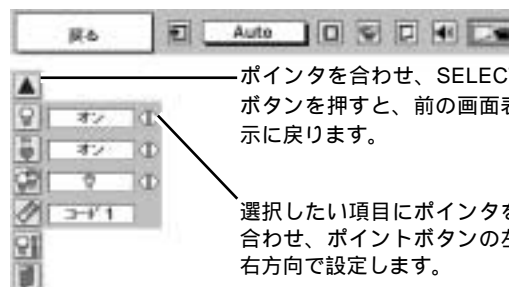 戻る Auto
ポインタを合わせ、SELEC
ボタンを押すと、前の画面表
示に戻ります。
オン
オン
コード1
選択したい項目にポインタを
合わせ、ポイントボタンの左
右方向で設定します。